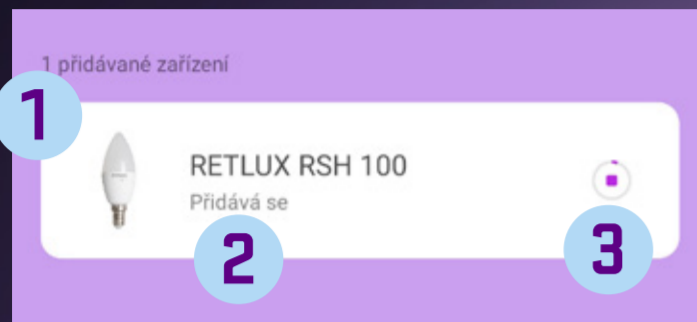 1 přidávané zařízení
1
RETLUX RSH 100
Přidává se
2
3